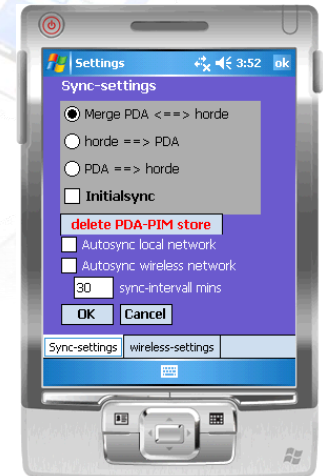 Settings 3:52 ok
Sync-settings
Merge PDA <==> horde
horde ==> PDA
PDA ==> horde
Initialsync
delete PDA-PIM store
Autosync local network
Autosync wireless network
30 sync-intervall mins
OK Cancel
Sync-settings wireless-settings